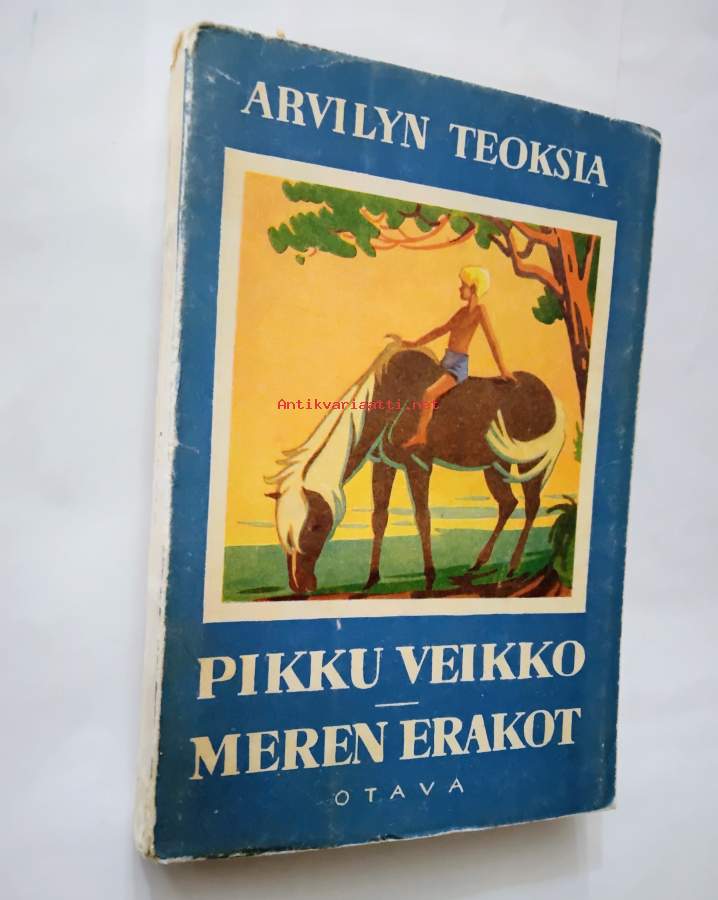 ARVILYN TEOKSIA
Antikvariaatti.net
PIKKU VEIKKO
MEREN ERAKOT
OTAVA